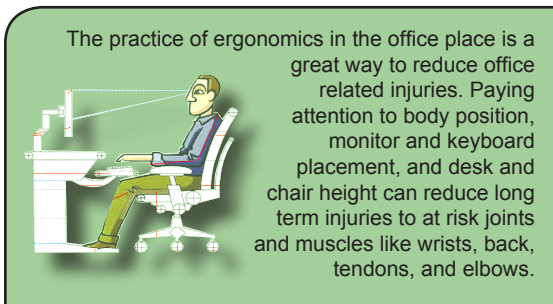 The practice of ergonomics in the office place is a
great way to reduce office
related injuries. Paying
attention to body position,
monitor and keyboard
placement, and desk and
chair height can reduce long
term injuries to at risk joints
and muscles like wrists, back,
tendons, and elbows.